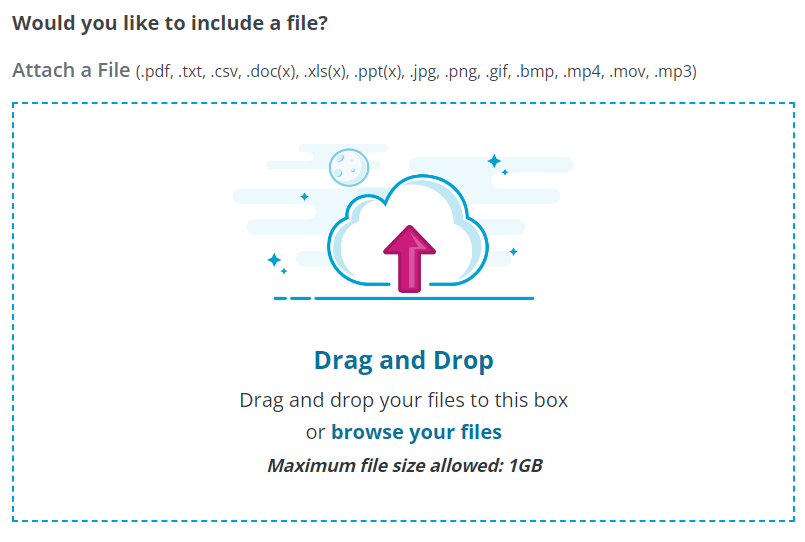 Would you like to include a file?
Attach a File (.pdf, .txt, .csv, .doc(x), .xls(x), .ppt(x), .jpg, .png, .gif, .bmp, .mp4, .mov, .mp3)
Drag and Drop
Drag and drop your files to this box
or browse your files
Maximum file size allowed: 1GB